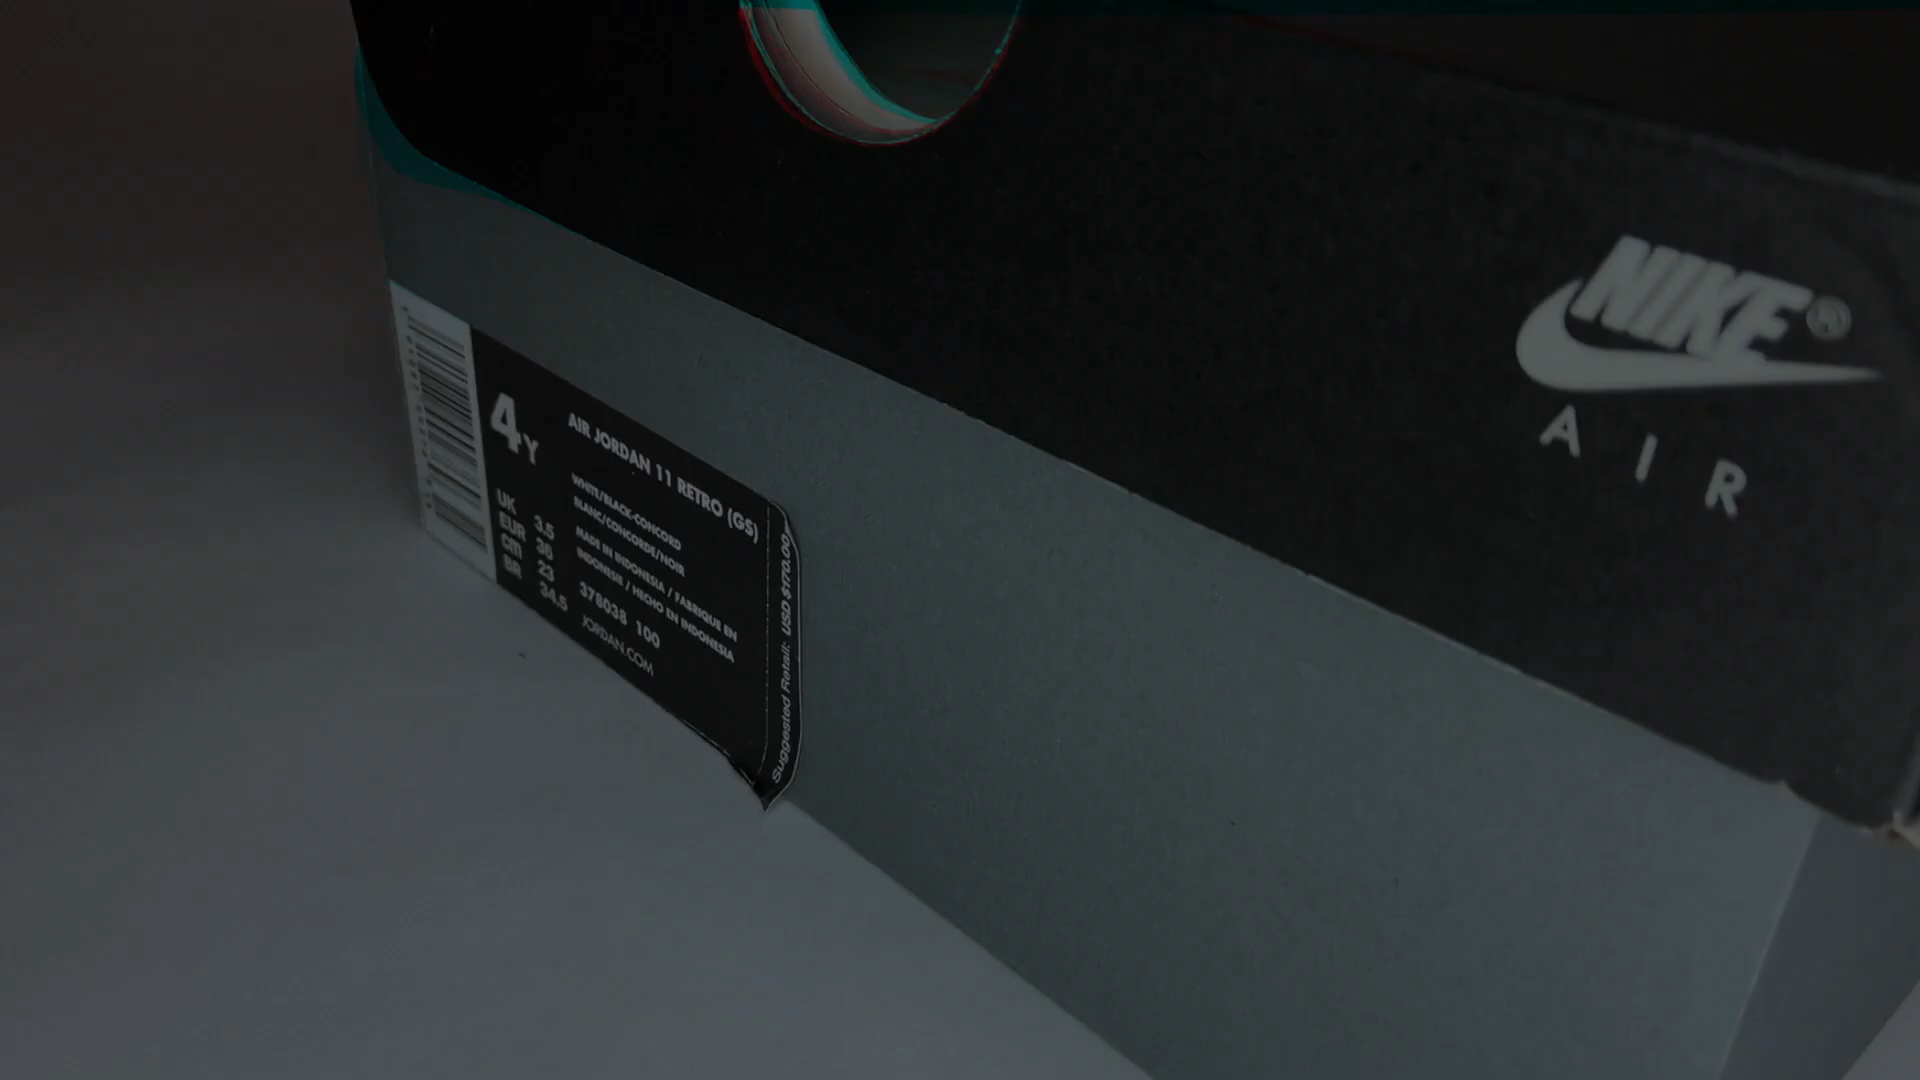 NIKE®
AIR
4Y
AIR JORDAN 11 RETRO (GS)
WHITE/BLACK-CONCORD
BLANC/CONCORDE/NOIR
MADE IN INDONESIA / FABRIQUE EN
INDONESIE / HECHO EN INDONESIA
378038 100
JORDAN.COM
UK 3.5
EUR 36
CM 23
BR 34.5
Suggested Retail: USD $170.00